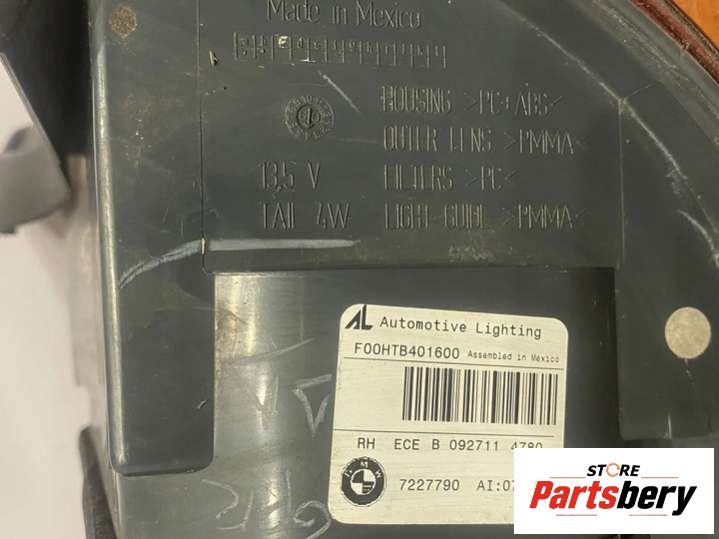 Made in Mexico
HOUSING >PC+ABS<
OUTER LENS >PMMA<
13,5 V FILTERS >PC<
TAIL 4W LIGHT GUIDE >PMMA<
AL Automotive Lighting
F00HTB401600 Assembled in Mexico
RH ECE B 092711 4780
BMW
7227790 AI:07
STORE
Partsbery